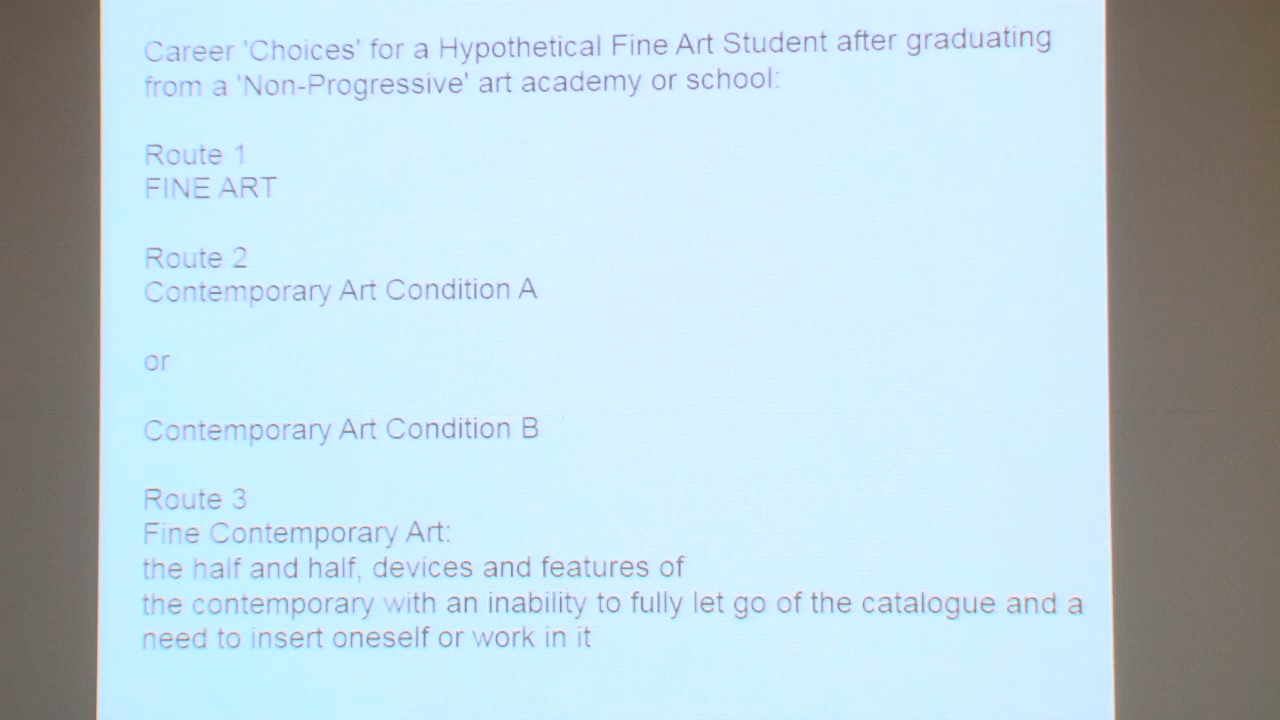 Career 'Choices' for a Hypothetical Fine Art Student after graduating
from a 'Non-Progressive' art academy or school:
Route 1
FINE ART
Route 2
Contemporary Art Condition A
or
Contemporary Art Condition B
Route 3
Fine Contemporary Art:
the half and half, devices and features of
the contemporary with an inability to fully let go of the catalogue and a
need to insert oneself or work in it